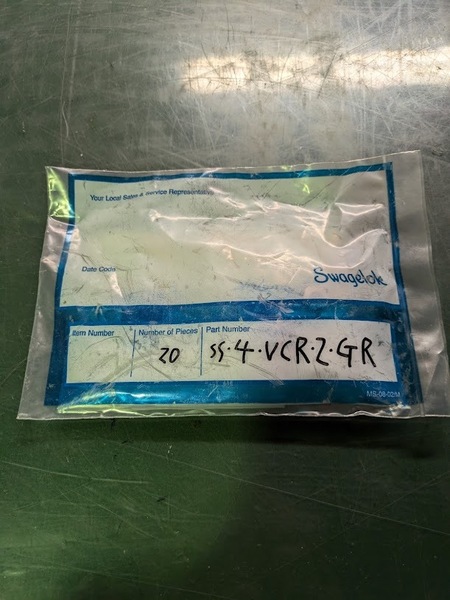 Your Local Sales & Service Representative
Date Code
Swagelok
Item Number
Number of Pieces
Part Number
20
SS-4-VCR-2-GR
MS-08-02M